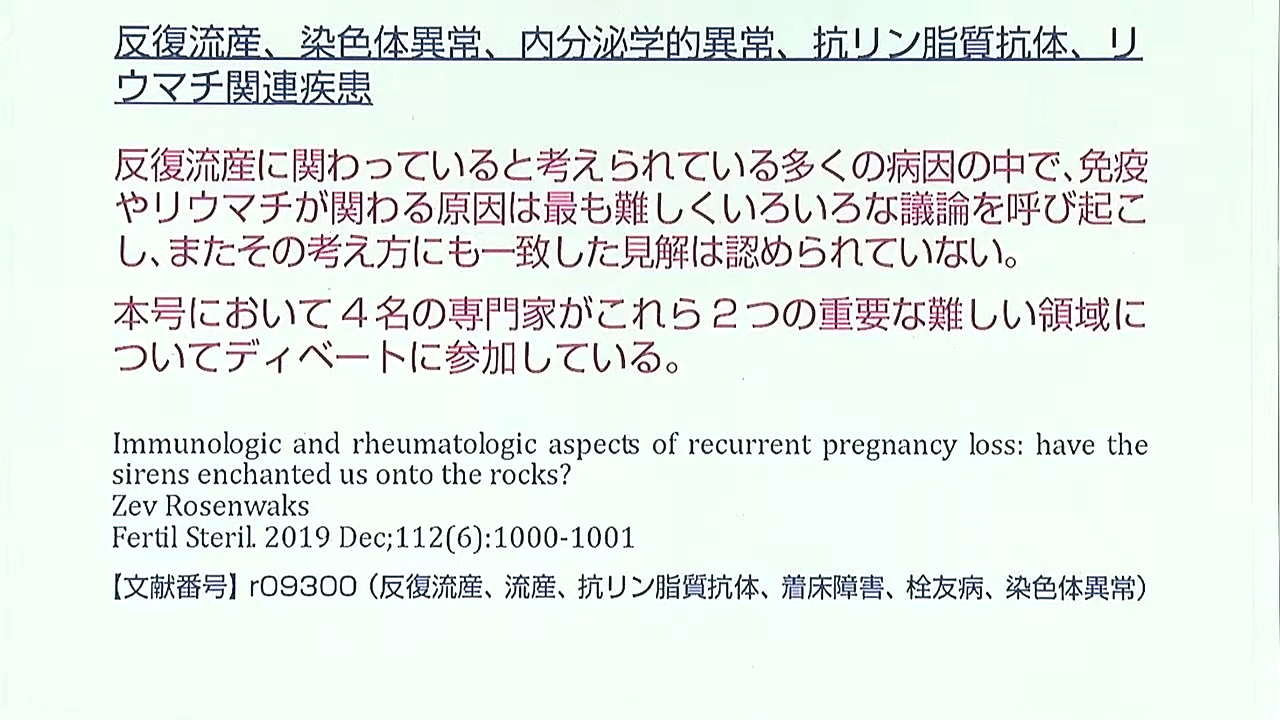 反復流産、染色体異常、内分泌学的異常、抗リン脂質抗体、リ
ウマチ関連疾患
反復流産に関わっていると考えられている多くの病因の中で、免疫
やリウマチが関わる原因は最も難しくいろいろな議論を呼び起こ
し、またその考え方にも一致した見解は認められていない。
本号において４名の専門家がこれら２つの重要な難しい領域に
ついてディベートに参加している。
Immunologic and rheumatologic aspects of recurrent pregnancy loss: have the
sirens enchanted us onto the rocks?
Zev Rosenwaks
Fertil Steril. 2019 Dec;112(6):1000-1001
【文献番号】r09300（反復流産、流産、抗リン脂質抗体、着床障害、栓友病、染色体異常）